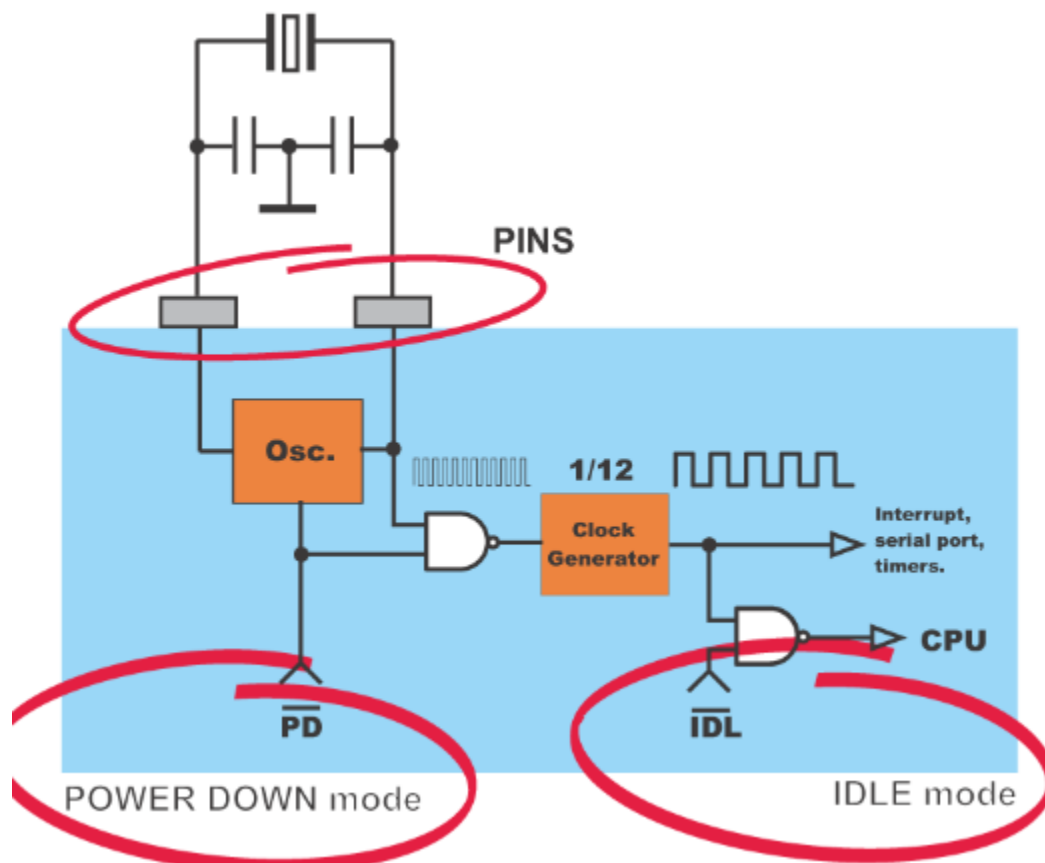 PINS
Osc.
1/12
Clock
Generator
Interrupt,
serial port,
timers.
CPU
PD
IDL
POWER DOWN mode
IDLE mode